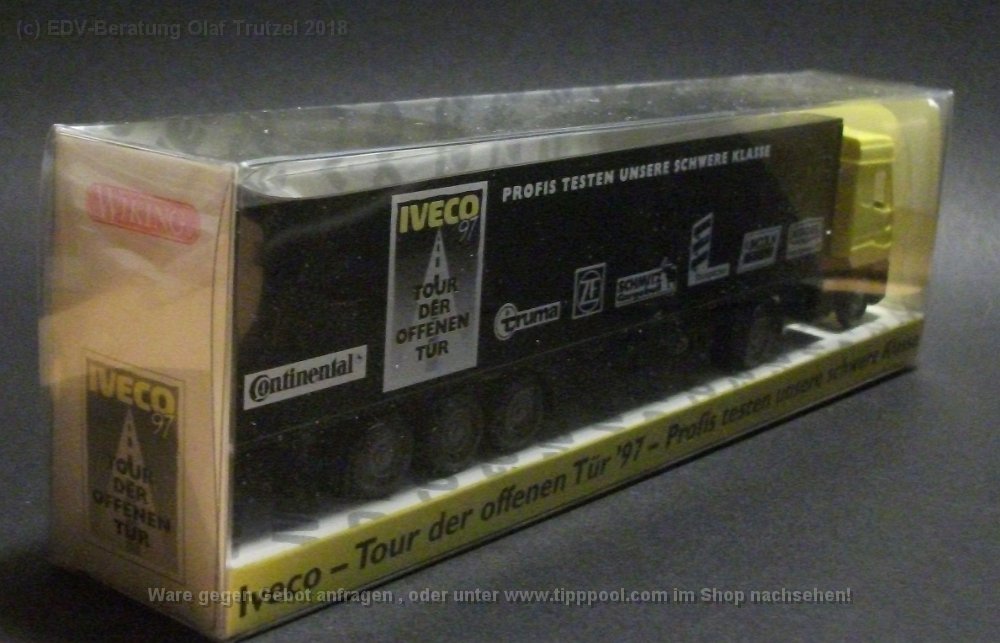 (c) EDV-Beratung Olaf Trutzel 2018
WIKING
IVECO
97
TOUR
DER
OFFENEN
TÜR
PROFIS TESTEN UNSERE SCHWERE KLASSE
IVECO
97
TOUR
DER
OFFENEN
TÜR
Continental
truma
ZF
SCHMITZ
Cargobull
Iveco – Tour der offenen Tür '97 – Profis testen unsere schwere Klasse
Ware gegen Gebot anfragen , oder unter www.tipppool.com im Shop nachsehen!